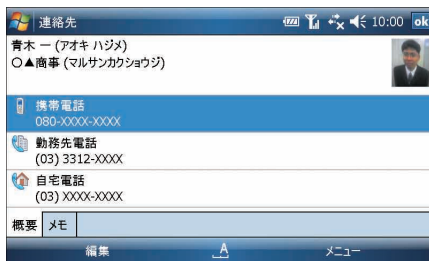 連絡先 10:00 ok
青木 一 (アオキ ハジメ)
○▲商事 (マルサンカクショウジ)
携帯電話
080-XXXX-XXXX
勤務先電話
(03) 3312-XXXX
自宅電話
(03) XXXX-XXXX
概要 メモ
編集 A メニュー